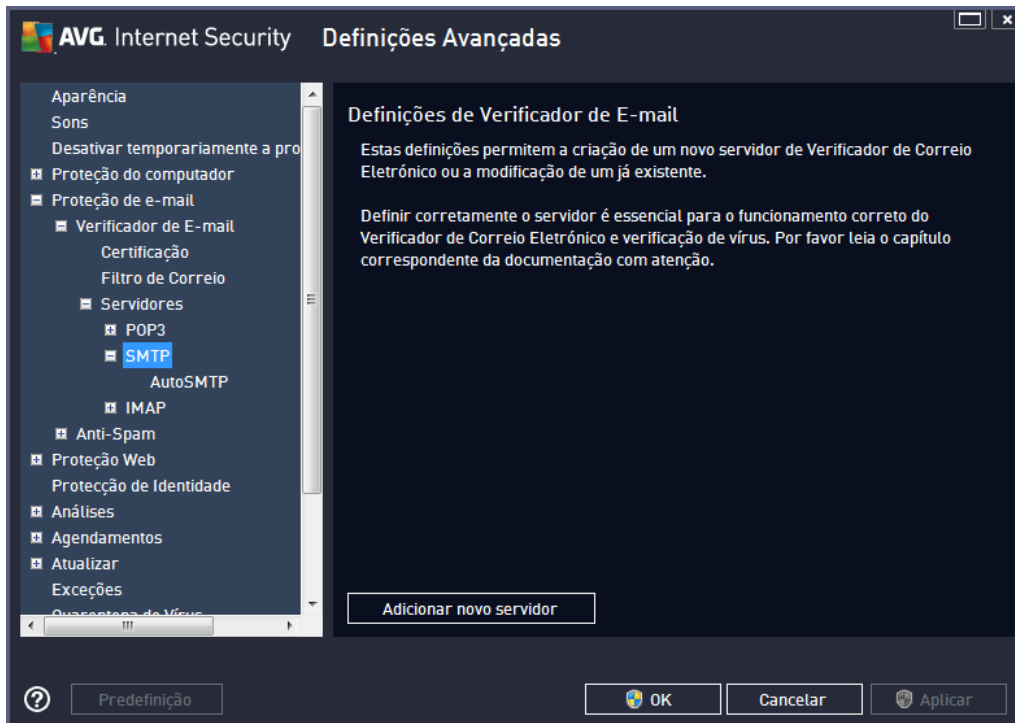 AVG. Internet Security Definições Avançadas
Aparência
Sons
Desativar temporariamente a pro
Proteção do computador
Proteção de e-mail
Verificador de E-mail
Certificação
Filtro de Correio
Servidores
POP3
SMTP
AutoSMTP
IMAP
Anti-Spam
Proteção Web
Protecção de Identidade
Análises
Agendamentos
Atualizar
Exceções
Quarentena de Vírus
Definições de Verificador de E-mail
Estas definições permitem a criação de um novo servidor de Verificador de Correio
Eletrónico ou a modificação de um já existente.
Definir corretamente o servidor é essencial para o funcionamento correto do
Verificador de Correio Eletrónico e verificação de vírus. Por favor leia o capítulo
correspondente da documentação com atenção.
Adicionar novo servidor
Predefinição
OK
Cancelar
Aplicar